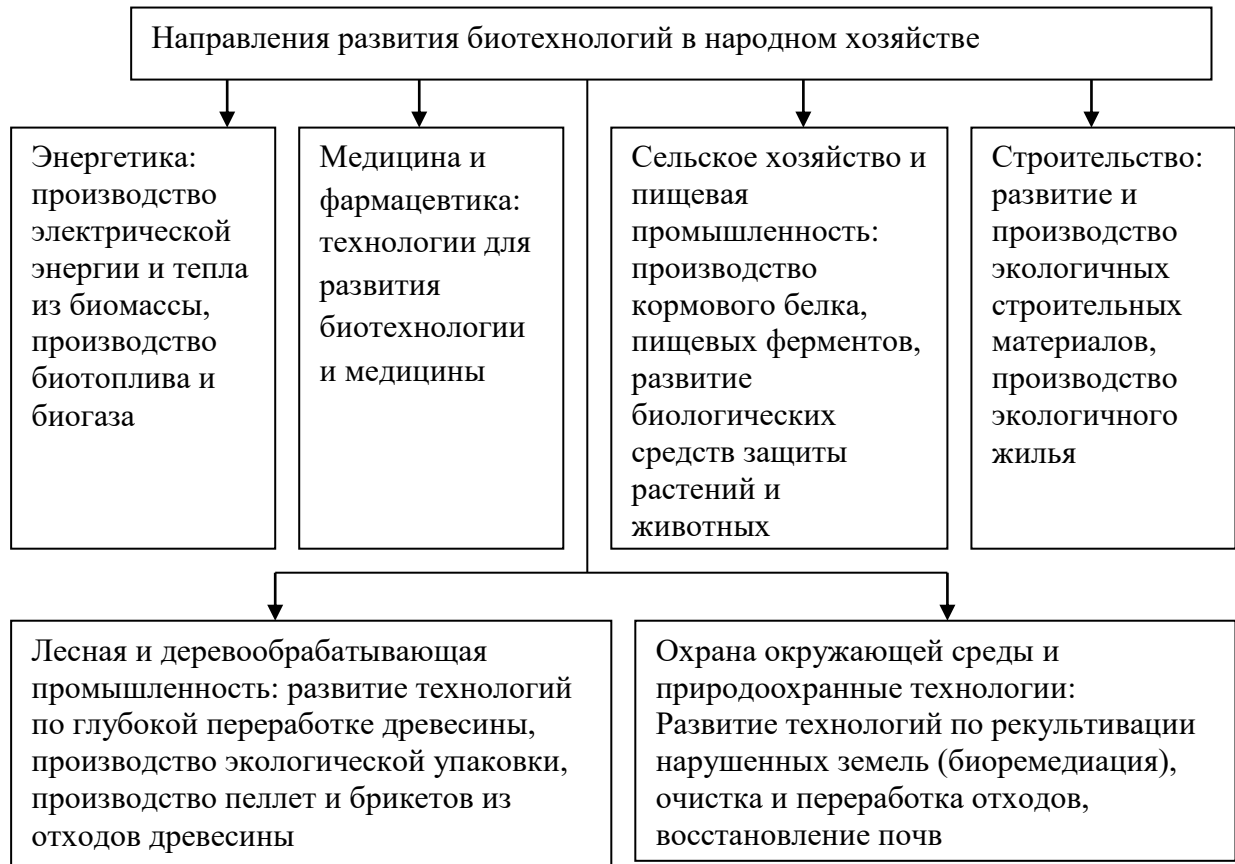 Направления развития биотехнологий в народном хозяйстве
Энергетика:
производство
электрической
энергии и тепла
из биомассы,
производство
биотоплива и
биогаза
Медицина и
фармацевтика:
технологии для
развития
биотехнологии
и медицины
Сельское хозяйство и
пищевая
промышленность:
производство
кормового белка,
пищевых ферментов,
развитие
биологических
средств защиты
растений и
животных
Строительство:
развитие и
производство
экологичных
строительных
материалов,
производство
экологичного
жилья
Лесная и деревообрабатывающая
промышленность: развитие технологий
по глубокой переработке древесины,
производство экологической упаковки,
производство пеллет и брикетов из
отходов древесины
Охрана окружающей среды и
природоохранные технологии:
Развитие технологий по рекультивации
нарушенных земель (биоремедиация),
очистка и переработка отходов,
восстановление почв